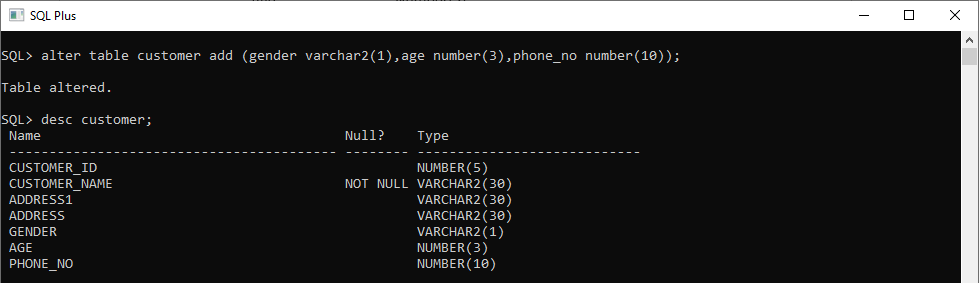 SQL Plus
SQL> alter table customer add (gender varchar2(1),age number(3),phone_no number(10));
Table altered.
SQL> desc customer;
Name Null? Type
----------------------------------------- -------- ----------------------------
CUSTOMER_ID NUMBER(5)
CUSTOMER_NAME NOT NULL VARCHAR2(30)
ADDRESS1 VARCHAR2(30)
ADDRESS VARCHAR2(30)
GENDER VARCHAR2(1)
AGE NUMBER(3)
PHONE_NO NUMBER(10)